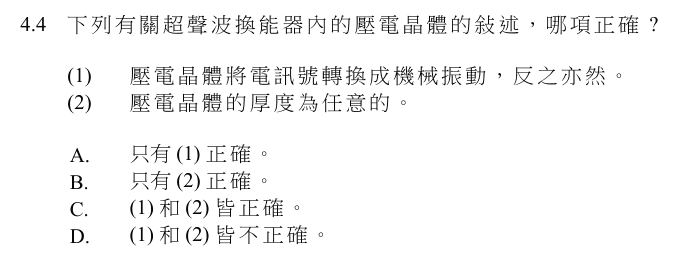 4.4 下列有關超聲波換能器內的壓電晶體的敍述，哪項正確？
(1) 壓電晶體將電訊號轉換成機械振動，反之亦然。
(2) 壓電晶體的厚度為任意的。
A. 只有 (1) 正確。
B. 只有 (2) 正確。
C. (1) 和 (2) 皆正確。
D. (1) 和 (2) 皆不正確。